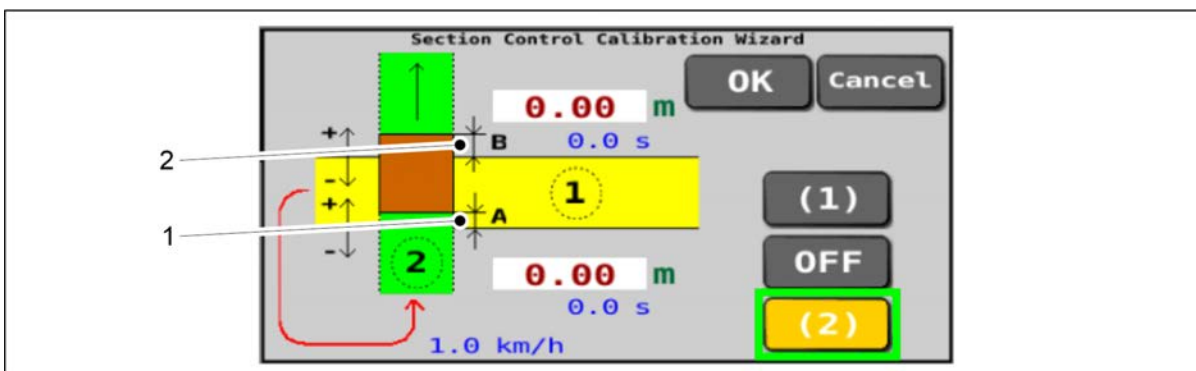 Section Control Calibration Wizard
OK Cancel
0.00 m
+ B 0.0 s
2
- 1 (1)
+ A
1
- 2 OFF
0.00 m
0.0 s (2)
1.0 km/h